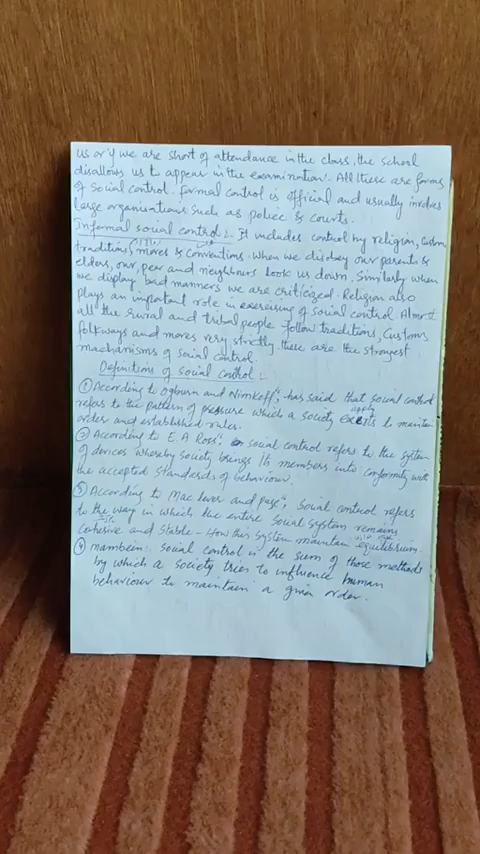 us or if we are short of attendance in the class, the school
disallows us to appear in the examination. All these are forms
of social control. Formal control is official and usually involves
large organisations such as police & courts.
Informal social control :- It includes control by religion, Custom
traditions, mores & conventions. When we disobey our parents &
elders, our, peer and neighbours look us down. Similarly when
we display bad manners we are criticized. Religion also
plays an important role in exercising of social control. Almost
all the rural and tribal people follow traditions, Customs,
folkways and mores very strictly. these are the strongest
mechanisms of social control.
Definitions of social control :
① According to Ogburn and Nimkoff", has said that social control
refers to the pattern of pressure which a society exerts to maintain
order and established rules.
② According to E. A Ross" social control refers to the system
of devices whereby society brings its members into conformity with
the accepted standards of behaviour.
③ According to Mac Iver and page", Social control refers
to the way in which the entire social system remains
cohesive and stable - How this system maintain equilibrium.
④ mannheim: social control is the sum of those methods
by which a society tries to influence human
behaviour to maintain a given order.